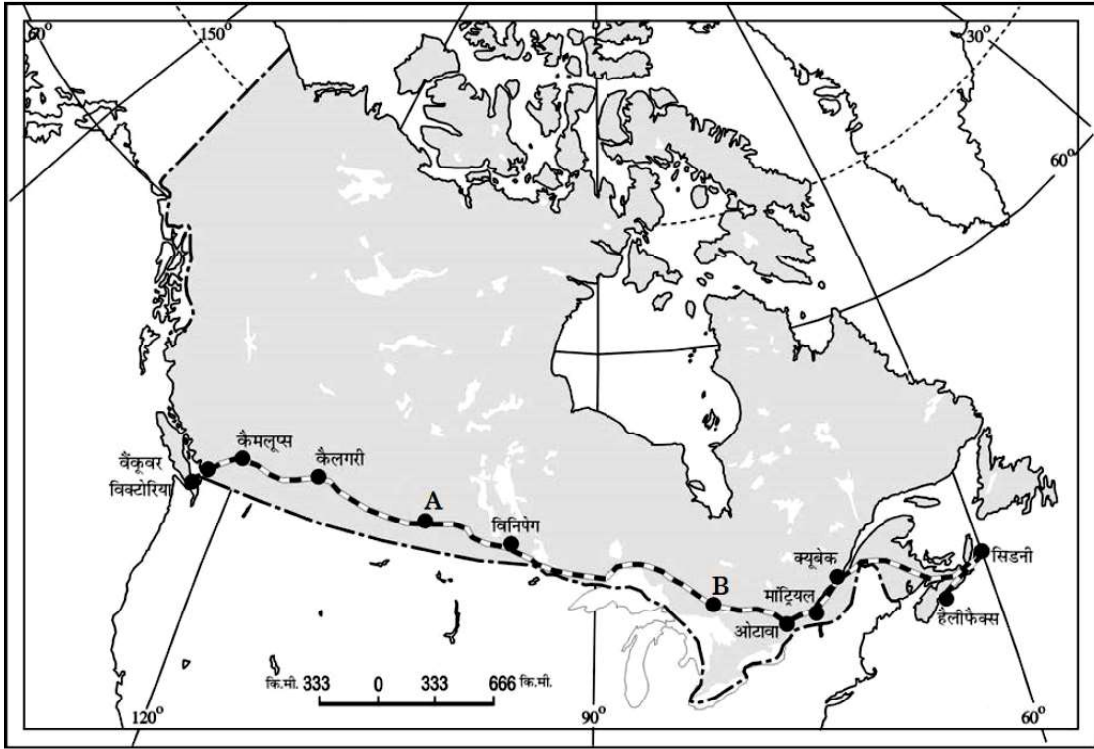 60° 150° 30°
60°
कैमलूप्स
वैंकूवर
कैलगरी
विक्टोरिया
A
विनिपेग
क्यूबेक
सिडनी
B
मांट्रियल
ओटावा
हैलीफैक्स
कि.मी. 333 0 333 666 कि.मी.
120° 90° 60°